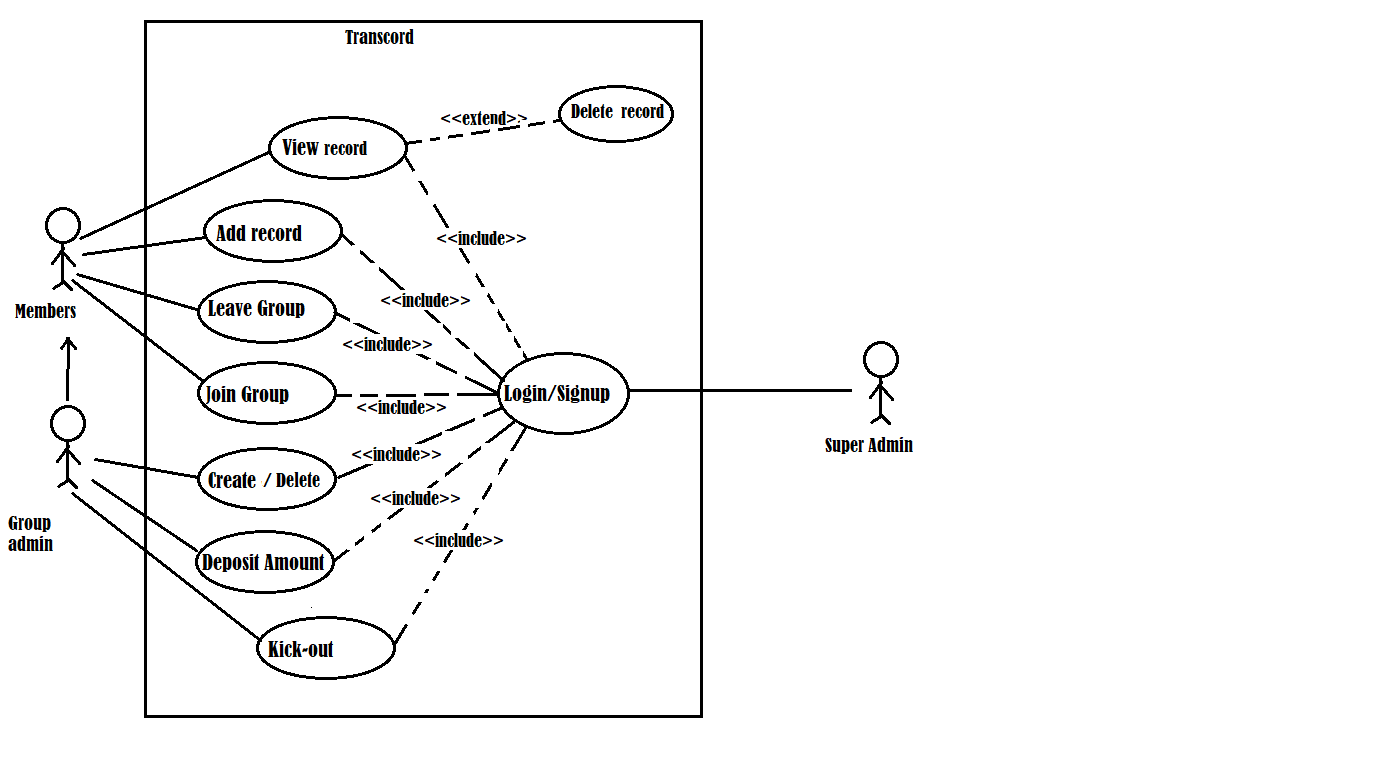 Transcord
<<extend>>
Delete record
View record
<<include>>
Add record
<<include>>
Leave Group
<<include>>
Members
Join Group
<<include>>
Login/Signup
Super Admin
Create / Delete
<<include>>
<<include>>
Group
admin
Deposit Amount
<<include>>
Kick-out